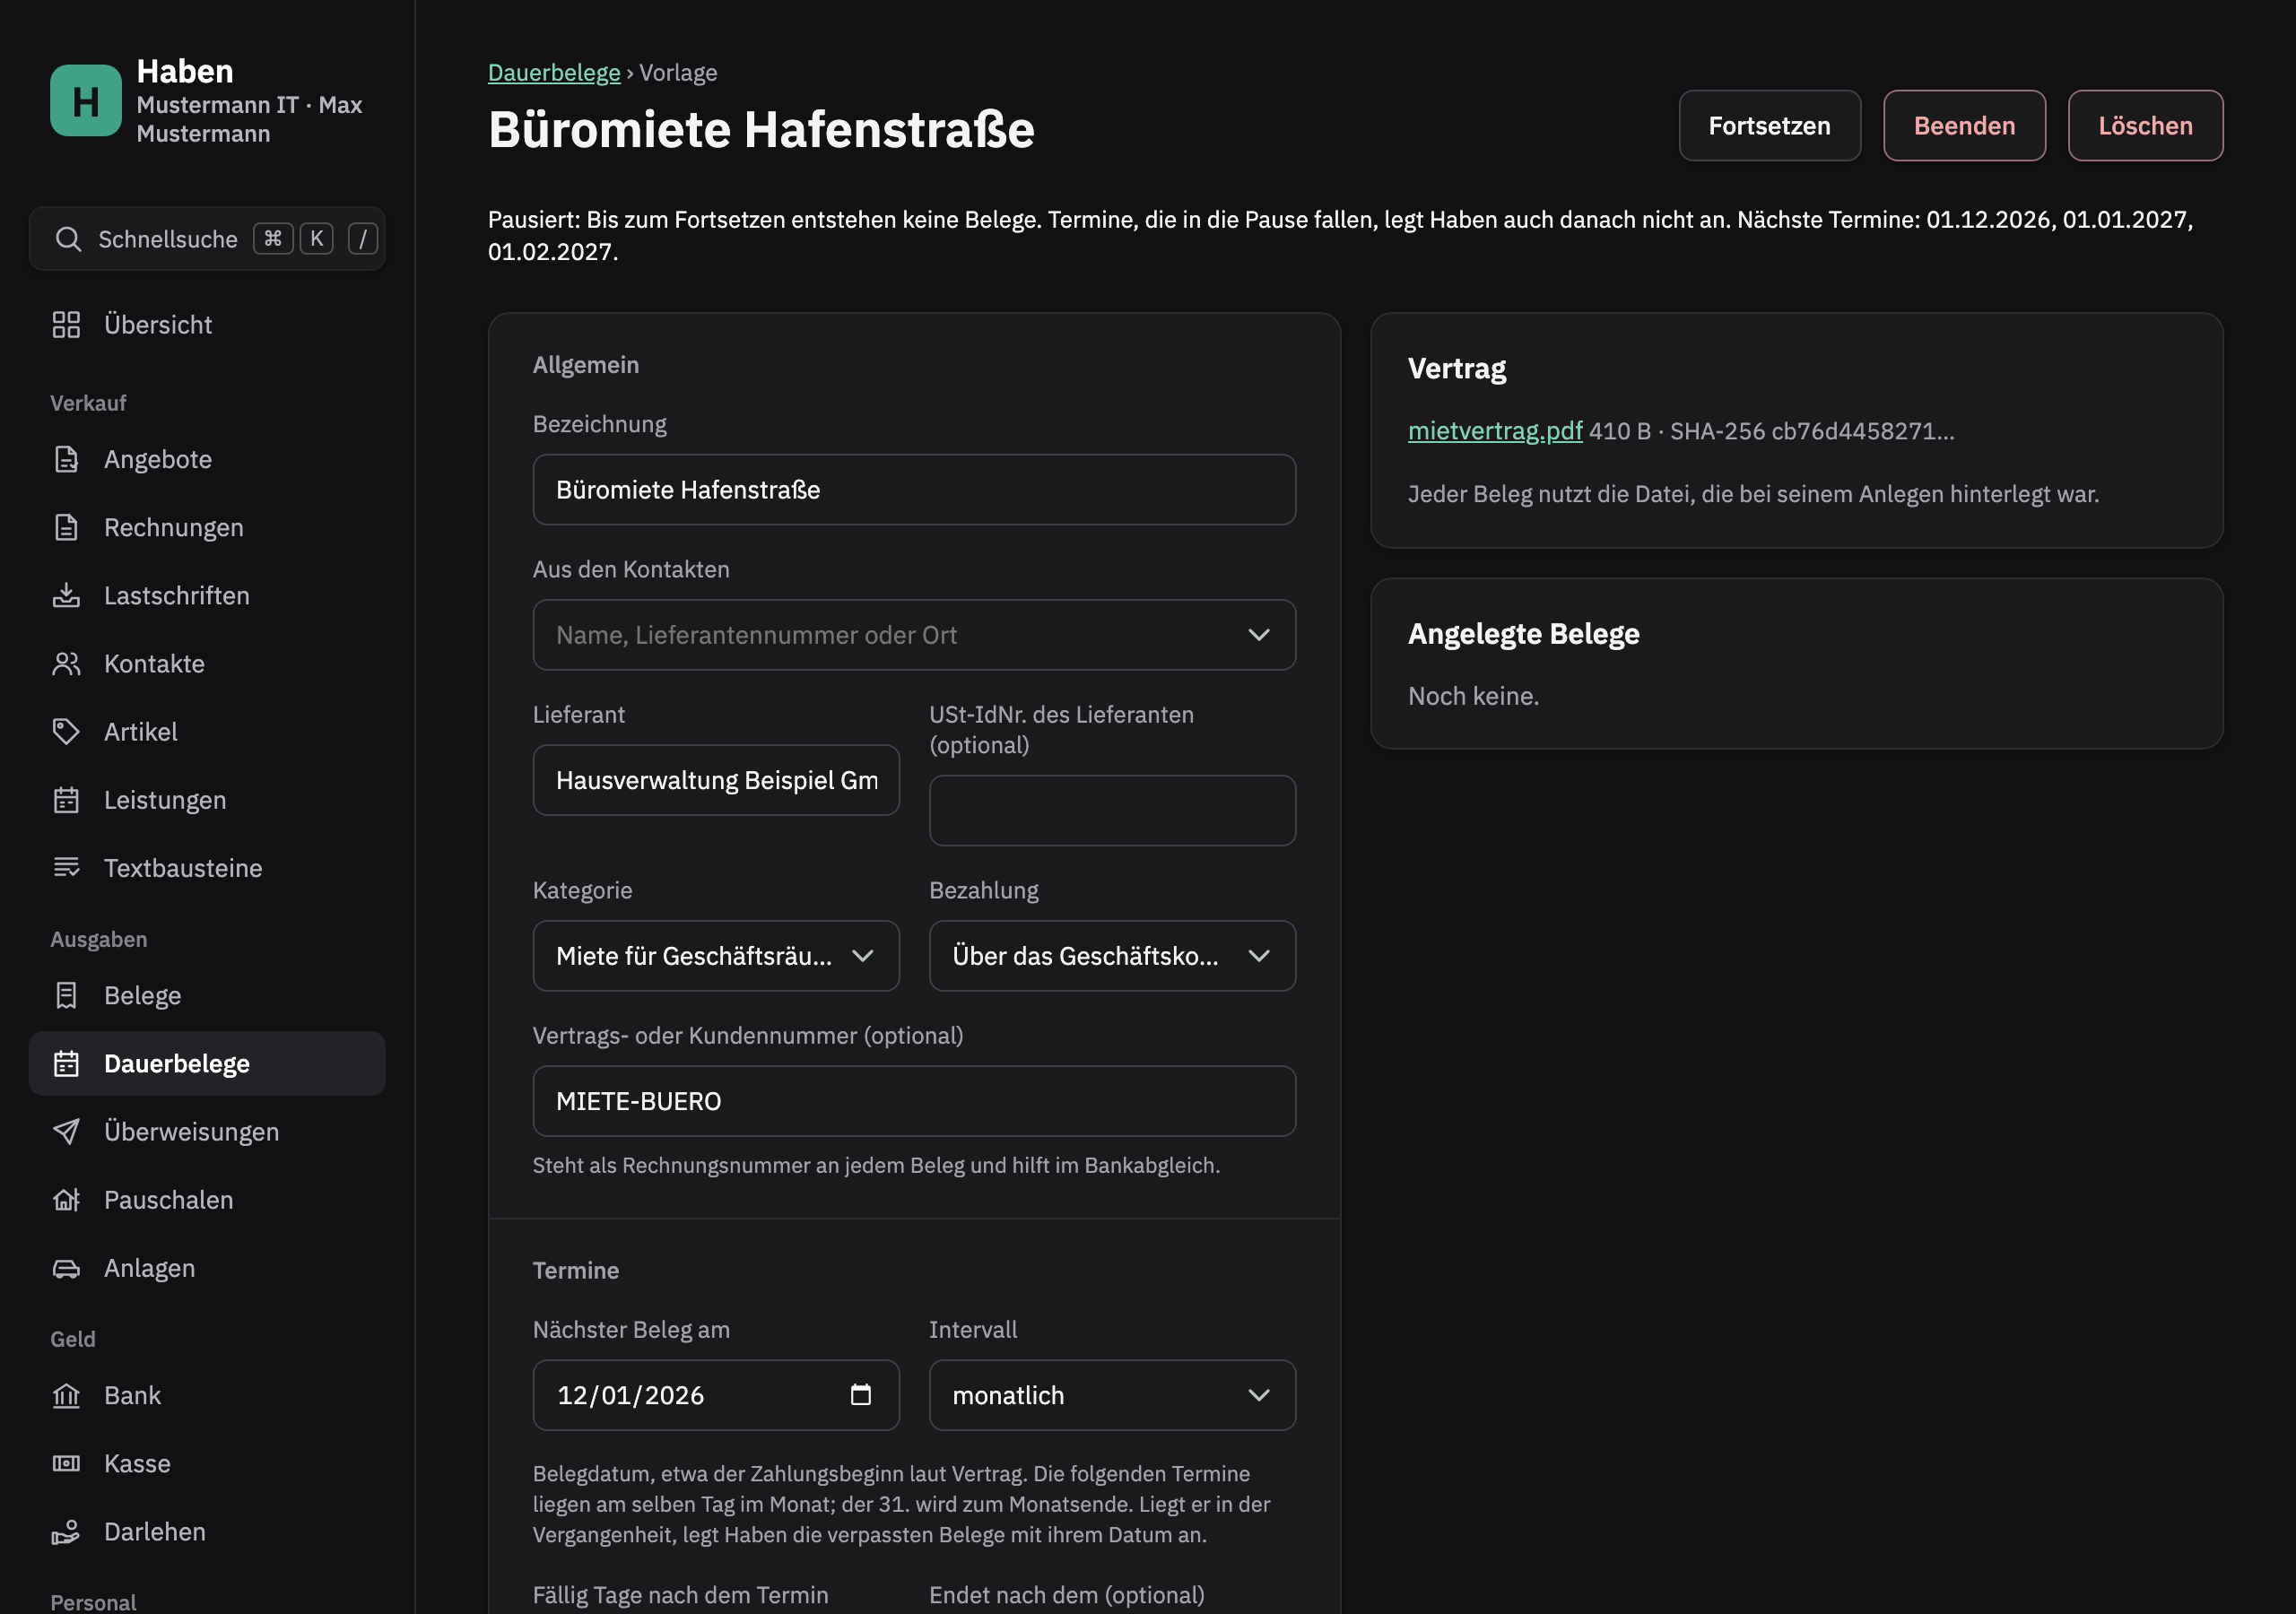 H
Haben
Mustermann IT · Max
Mustermann
Schnellsuche ⌘ K /
Übersicht
Verkauf
Angebote
Rechnungen
Lastschriften
Kontakte
Artikel
Leistungen
Textbausteine
Ausgaben
Belege
Dauerbelege
Überweisungen
Pauschalen
Anlagen
Geld
Bank
Kasse
Darlehen
Personal
Dauerbelege › Vorlage
Büromiete Hafenstraße
Fortsetzen
Beenden
Löschen
Pausiert: Bis zum Fortsetzen entstehen keine Belege. Termine, die in die Pause fallen, legt Haben auch danach nicht an. Nächste Termine: 01.12.2026, 01.01.2027,
01.02.2027.
Allgemein
Bezeichnung
Büromiete Hafenstraße
Aus den Kontakten
Name, Lieferantennummer oder Ort
Lieferant
Hausverwaltung Beispiel Gm
USt-IdNr. des Lieferanten
(optional)
Kategorie
Miete für Geschäftsräu...
Bezahlung
Über das Geschäftsko...
Vertrags- oder Kundennummer (optional)
MIETE-BUERO
Steht als Rechnungsnummer an jedem Beleg und hilft im Bankabgleich.
Termine
Nächster Beleg am
12/01/2026
Intervall
monatlich
Belegdatum, etwa der Zahlungsbeginn laut Vertrag. Die folgenden Termine
liegen am selben Tag im Monat; der 31. wird zum Monatsende. Liegt er in der
Vergangenheit, legt Haben die verpassten Belege mit ihrem Datum an.
Fällig Tage nach dem Termin
Endet nach dem (optional)
Vertrag
mietvertrag.pdf 410 B · SHA-256 cb76d4458271…
Jeder Beleg nutzt die Datei, die bei seinem Anlegen hinterlegt war.
Angelegte Belege
Noch keine.